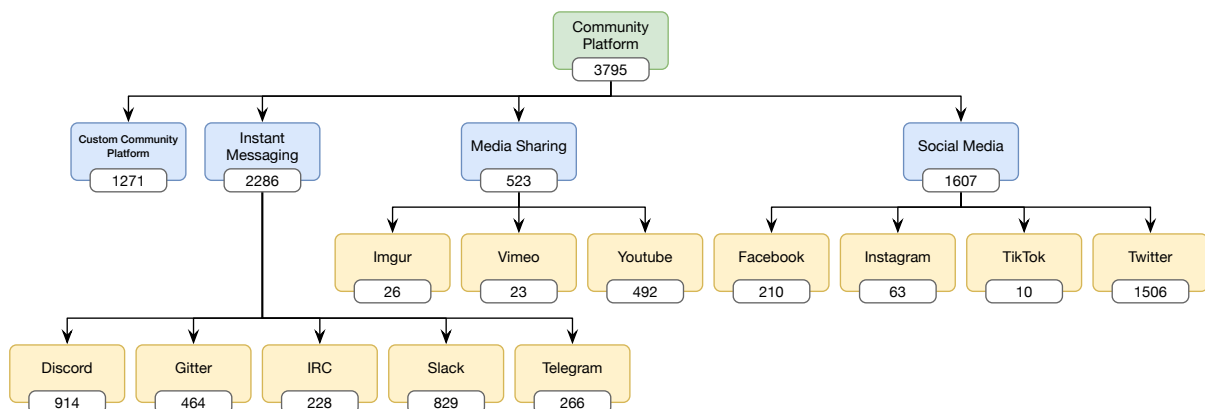 Community
Platform
3795
Custom Community
Platform
1271
Instant
Messaging
2286
Media Sharing
523
Social Media
1607
Imgur
26
Vimeo
23
Youtube
492
Facebook
210
Instagram
63
TikTok
10
Twitter
1506
Discord
914
Gitter
464
IRC
228
Slack
829
Telegram
266